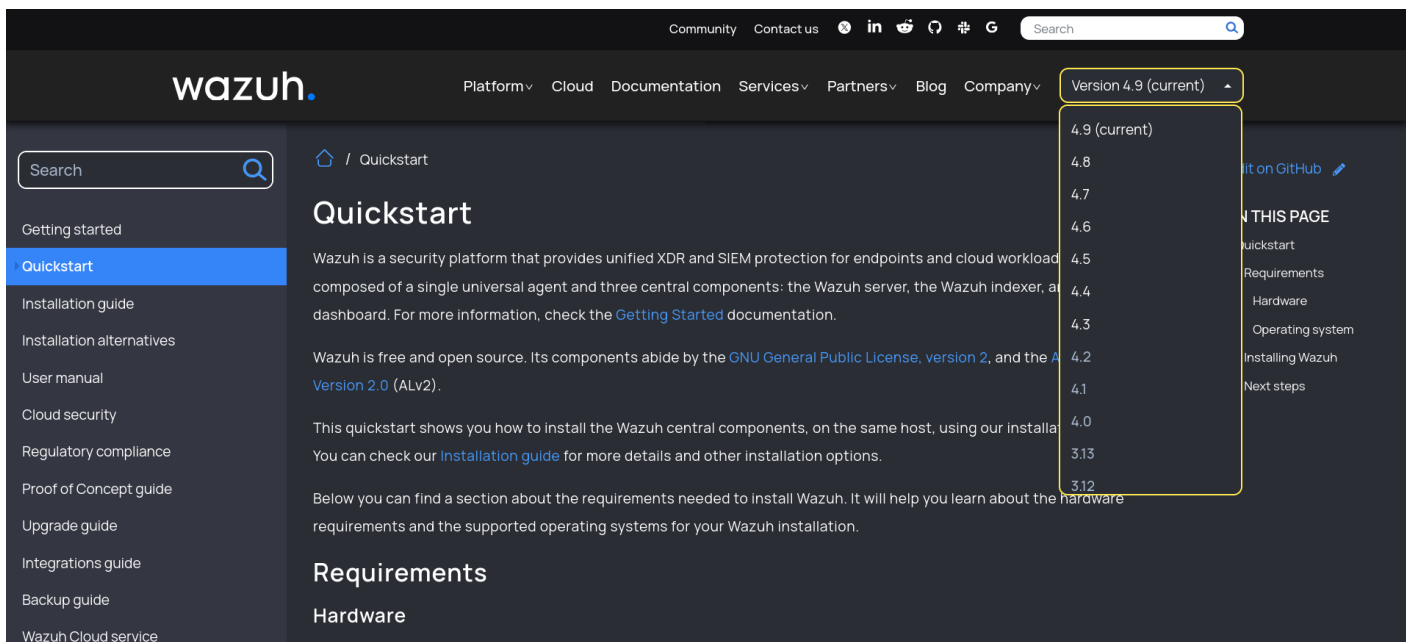 Community Contact us Search
wazuh.
Platform Cloud Documentation Services Partners Blog Company Version 4.9 (current)
4.9 (current)
4.8
4.7
4.6
4.5
4.4
4.3
4.2
4.1
4.0
3.13
3.12
Search
Getting started
Quickstart
Installation guide
Installation alternatives
User manual
Cloud security
Regulatory compliance
Proof of Concept guide
Upgrade guide
Integrations guide
Backup guide
Wazuh Cloud service
/ Quickstart
Quickstart
Wazuh is a security platform that provides unified XDR and SIEM protection for endpoints and cloud workload
composed of a single universal agent and three central components: the Wazuh server, the Wazuh indexer, a
dashboard. For more information, check the Getting Started documentation.
Wazuh is free and open source. Its components abide by the GNU General Public License, version 2, and the A
Version 2.0 (ALv2).
This quickstart shows you how to install the Wazuh central components, on the same host, using our installa
You can check our Installation guide for more details and other installation options.
Below you can find a section about the requirements needed to install Wazuh. It will help you learn about the hardware
requirements and the supported operating systems for your Wazuh installation.
Requirements
Hardware
dit on GitHub
N THIS PAGE
Quickstart
Requirements
Hardware
Operating system
Installing Wazuh
Next steps